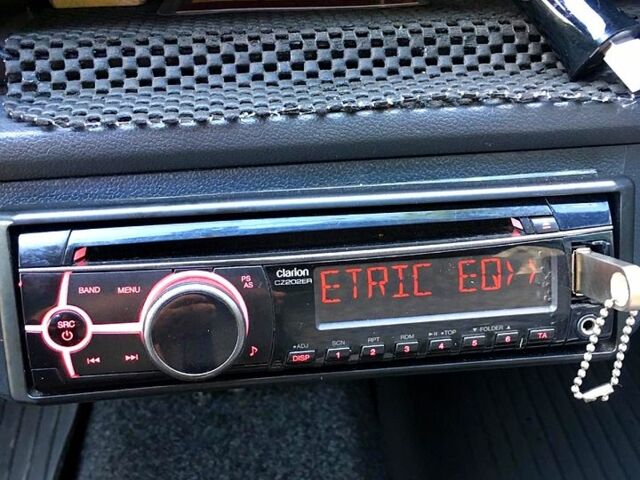 Clarion
CZ202ER
ETRIC EQ>>
BAND MENU PS AS
SRC
ADJ SCN RPT RDM TOP FOLDER
DISP 1 2 3 4 5 6 TA